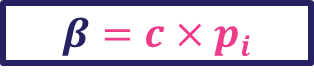 β = c × pᵢ